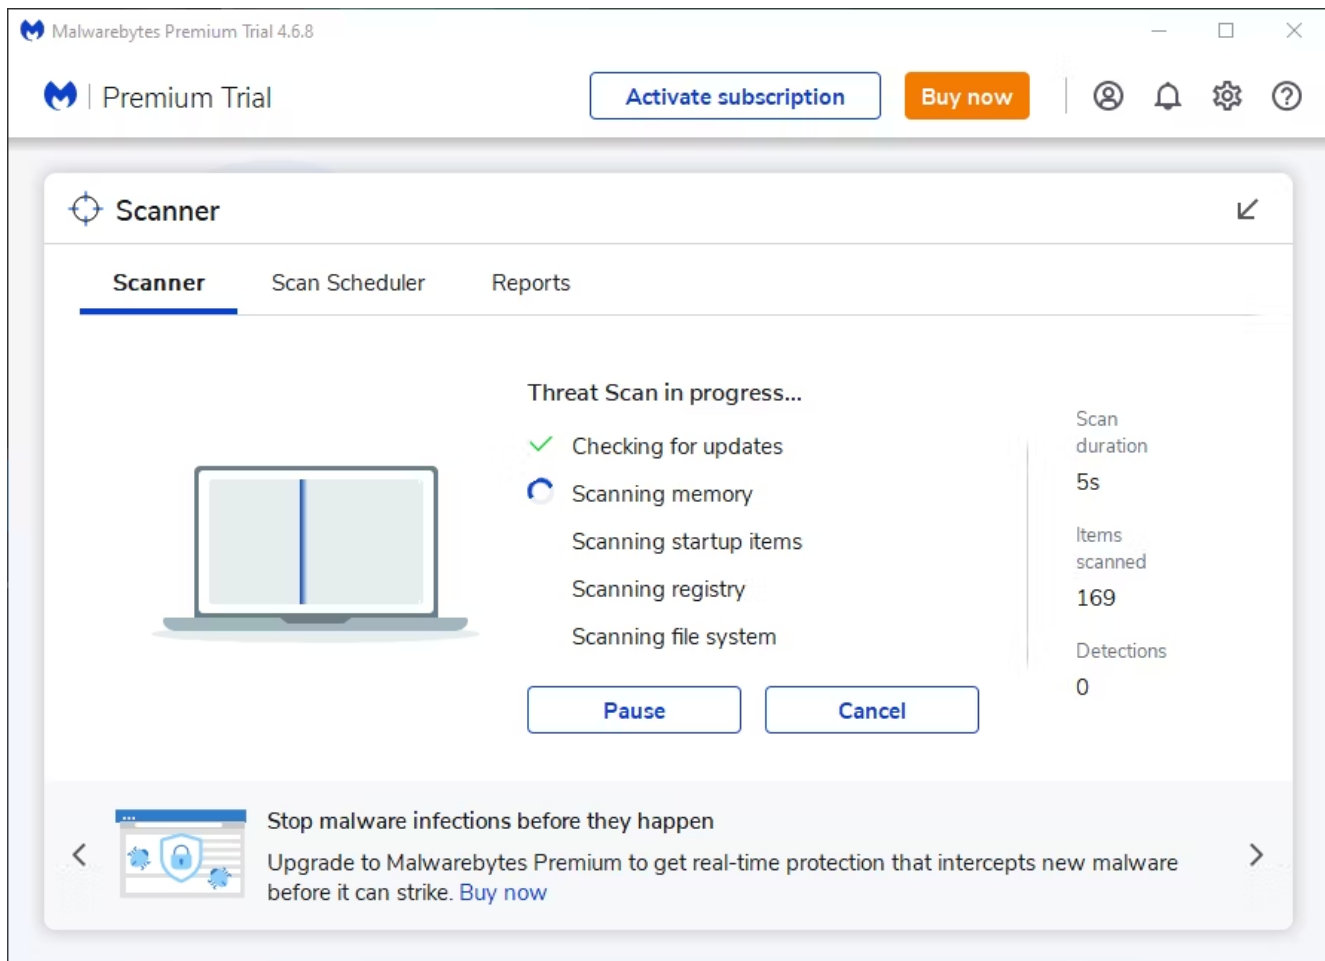 Malwarebytes Premium Trial 4.6.8
Premium Trial
Activate subscription
Buy now
Scanner
Scanner
Scan Scheduler
Reports
Threat Scan in progress...
Checking for updates
Scanning memory
Scanning startup items
Scanning registry
Scanning file system
Pause
Cancel
Scan
duration
5s
Items
scanned
169
Detections
0
Stop malware infections before they happen
Upgrade to Malwarebytes Premium to get real-time protection that intercepts new malware
before it can strike. Buy now